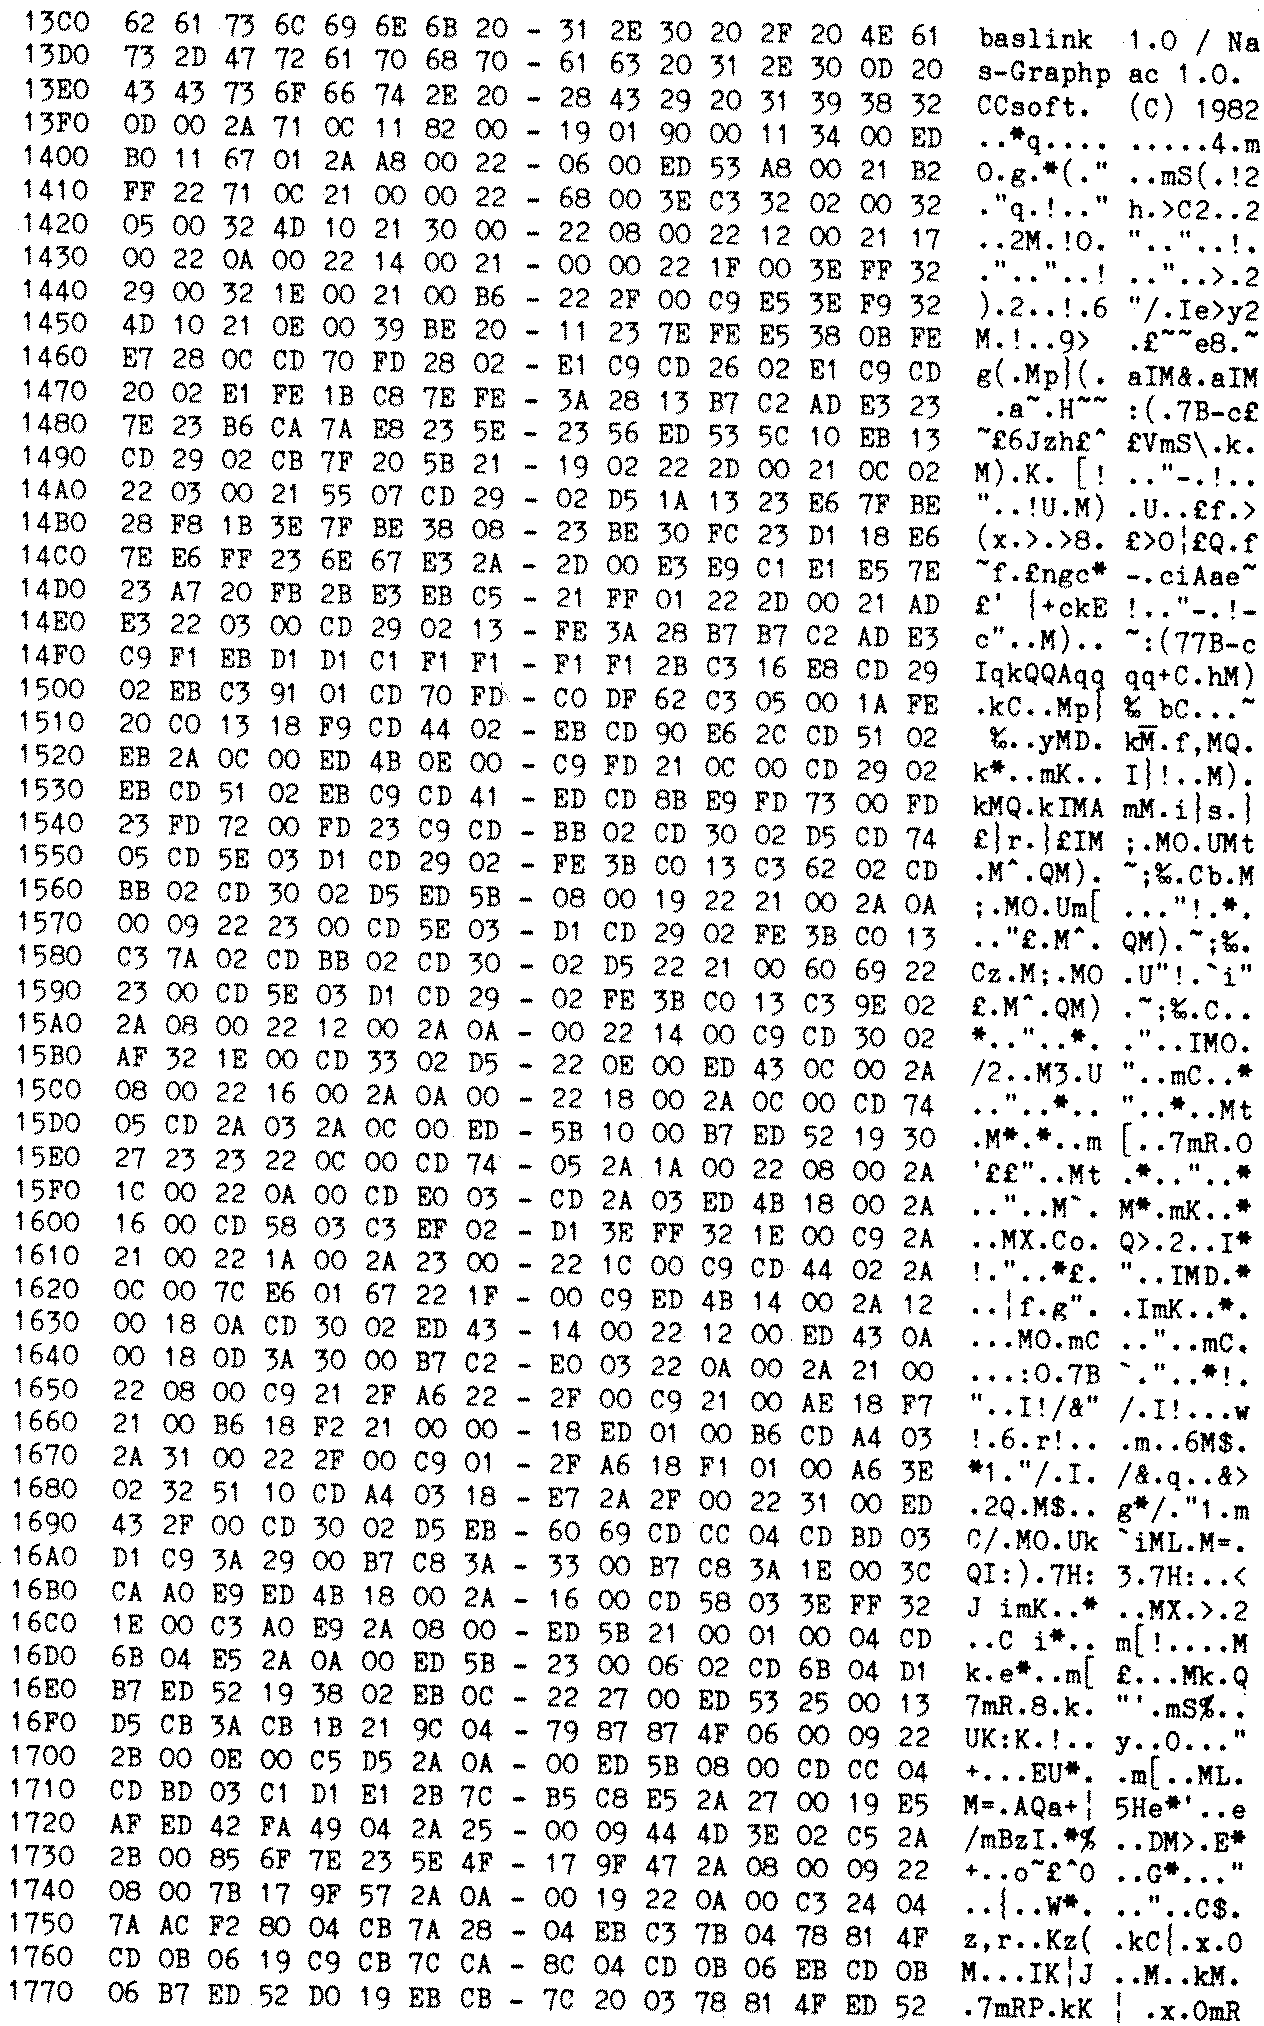 13C0 62 61 73 6C 69 6E 6B 20 - 31 2E 30 20 2F 20 4E 61 baslink 1.0 / Na
13D0 73 2D 47 72 61 70 68 70 - 61 63 20 31 2E 30 0D 20 s-Graphp ac 1.0.
13E0 43 43 73 6F 66 74 2E 20 - 28 43 29 20 31 39 38 32 CCsoft. (C) 1982
13F0 0D 00 2A 71 0C 11 82 00 - 19 01 90 00 11 34 00 ED ..*q.... .....4.m
1400 B0 11 67 01 2A A8 00 22 - 06 00 ED 53 A8 00 21 B2 0.g.*(." ..mS(.!2
1410 FF 22 71 0C 21 00 00 22 - 68 00 3E C3 32 02 00 32 ."q.!.." h.>C2..2
1420 05 00 32 4D 10 21 30 00 - 22 08 00 22 12 00 21 17 ..2M.!0. ".."..!.
1430 00 22 0A 00 22 14 00 21 - 00 00 22 1F 00 3E FF 32 .".."..! .."..>.2
1440 29 00 32 1E 00 21 00 B6 - 22 2F 00 C9 E5 3E F9 32 ).2..!.6 "/.Ie>y2
1450 4D 10 21 0E 00 39 BE 20 - 11 23 7E FE E5 38 0B FE M.!..9> .£~~e8.~
1460 E7 28 0C CD 70 FD 28 02 - E1 C9 CD 26 02 E1 C9 CD g(.Mp}(. aIM&.aIM
1470 20 02 E1 FE 1B C8 7E FE - 3A 28 13 B7 C2 AD E3 23 .a~.H~~ :(.7B-c£
1480 7E 23 B6 CA 7A E8 23 5E - 23 56 ED 53 5C 10 EB 13 ~£6Jzh£^ £VmS\.k.
1490 CD 29 02 CB 7F 20 5B 21 - 19 02 22 2D 00 21 0C 02 M).K. [! .."-.!..
14A0 22 03 00 21 55 07 CD 29 - 02 D5 1A 13 23 E6 7F BE "..!U.M) .U..£f.>
14B0 28 F8 1B 3E 7F BE 38 08 - 23 BE 30 FC 23 D1 18 E6 (x.>.>8. £>0¦£Q.f
14C0 7E E6 FF 23 6E 67 E3 2A - 2D 00 E3 E9 C1 E1 E5 7E ~f.£ngc* -.ciAae~
14D0 23 A7 20 FB 2B E3 EB C5 - 21 FF 01 22 2D 00 21 AD £' {+ckE !.."-.!-
14E0 E3 22 03 00 CD 29 02 13 - FE 3A 28 B7 B7 C2 AD E3 c"..M).. ~:(77B-c
14F0 C9 F1 EB D1 D1 C1 F1 F1 - F1 F1 2B C3 16 E8 CD 29 IqkQQAqq qq+C.hM)
1500 02 EB C3 91 01 CD 70 FD - C0 DF 62 C3 05 00 1A FE .kC..Mp} ‰_bC...~
1510 20 C0 13 18 F9 CD 44 02 - EB CD 90 E6 2C CD 51 02 ‰..yMD. kM.f,MQ.
1520 EB 2A 0C 00 ED 4B 0E 00 - C9 FD 21 0C 00 CD 29 02 k*..mK.. I}!..M).
1530 EB CD 51 02 EB C9 CD 41 - ED CD 8B E9 FD 73 00 FD kMQ.kIMA mM.i}s.}
1540 23 FD 72 00 FD 23 C9 CD - BB 02 CD 30 02 D5 CD 74 £}r.}£IM ;.M0.UMt
1550 05 CD 5E 03 D1 CD 29 02 - FE 3B C0 13 C3 62 02 CD .M^.QM). ~;‰.Cb.M
1560 BB 02 CD 30 02 D5 ED 5B - 08 00 19 22 21 00 2A 0A ;.M0.Um[ ..."!.*.
1570 00 09 22 23 00 CD 5E 03 - D1 CD 29 02 FE 3B C0 13 .."£.M^. QM).~;‰.
1580 C3 7A 02 CD BB 02 CD 30 - 02 D5 22 21 00 60 69 22 Cz.M;.M0 .U"!.`i"
1590 23 00 CD 5E 03 D1 CD 29 - 02 FE 3B C0 13 C3 9E 02 £.M^.QM) .~;‰.C..
15A0 2A 08 00 22 12 00 2A 0A - 00 22 14 00 C9 CD 30 02 *.."..*. ."..IM0.
15B0 AF 32 1E 00 CD 33 02 D5 - 22 0E 00 ED 43 0C 00 2A /2..M3.U "..mC..*
15C0 08 00 22 16 00 2A 0A 00 - 22 18 00 2A 0C 00 CD 74 .."..*.. "..*..Mt
15D0 05 CD 2A 03 2A 0C 00 ED - 5B 10 00 B7 ED 52 19 30 .M*.*..m [..7mR.0
15E0 27 23 23 22 0C 00 CD 74 - 05 2A 1A 00 22 08 00 2A '££"..Mt .*.."..*
15F0 1C 00 22 0A 00 CD E0 03 - CD 2A 03 ED 4B 18 00 2A .."..M`. M*.mK..*
1600 16 00 CD 58 03 C3 EF 02 - D1 3E FF 32 1E 00 C9 2A ..MX.Co. Q>.2..I*
1610 21 00 22 1A 00 2A 23 00 - 22 1C 00 C9 CD 44 02 2A !."..*£. "..IMD.*
1620 0C 00 7C E6 01 67 22 1F - 00 C9 ED 4B 14 00 2A 12 ..¦f.g". .ImK..*.
1630 00 18 0A CD 30 02 ED 43 - 14 00 22 12 00 ED 43 0A ...M0.mC .."..mC.
1640 00 18 0D 3A 30 00 B7 C2 - E0 03 22 0A 00 2A 21 00 ...:0.7B `."..*!.
1650 22 08 00 C9 21 2F A6 22 - 2F 00 C9 21 00 AE 18 F7 "..I!/&" /.I!...w
1660 21 00 B6 18 F2 21 00 00 - 18 ED 01 00 B6 CD A4 03 !.6.r!.. .m..6M$.
1670 2A 31 00 22 2F 00 C9 01 - 2F A6 18 F1 01 00 A6 3E *1."/.I. /&.q..&>
1680 02 32 51 10 CD A4 03 18 - E7 2A 2F 00 22 31 00 ED .2Q.M$.. g*/."1.m
1690 43 2F 00 CD 30 02 D5 EB - 60 69 CD CC 04 CD BD 03 C/.M0.Uk `iML.M=.
16A0 D1 C9 3A 29 00 B7 C8 3A - 33 00 B7 C8 3A 1E 00 3C QI:).7H: 3.7H:..<
16B0 CA A0 E9 ED 4B 18 00 2A - 16 00 CD 58 03 3E FF 32 J imK..* ..MX.>.2
16C0 1E 00 C3 A0 E9 2A 08 00 - ED 5B 21 00 01 00 04 CD ..C i*.. m[!....M
16D0 6B 04 E5 2A 0A 00 ED 5B - 23 00 06 02 CD 6B 04 D1 k.e*..m[ £...Mk.Q
16E0 B7 ED 52 19 38 02 EB 0C - 22 27 00 ED 53 25 00 13 7mR.8.k. "'.mS%..
16F0 D5 CB 3A CB 1B 21 9C 04 - 79 87 87 4F 06 00 09 22 UK:K.!.. y..O..."
1700 2B 00 0E 00 C5 D5 2A 0A - 00 ED 5B 08 00 CD CC 04 +...EU*. .m[..ML.
1710 CD BD 03 C1 D1 E1 2B 7C - B5 C8 E5 2A 27 00 19 E5 M=.AQa+¦ 5He*'..e
1720 AF ED 42 FA 49 04 2A 25 - 00 09 44 4D 3E 02 C5 2A /mBzI.*% ..DM>.E*
1730 2B 00 85 6F 7E 23 5E 4F - 17 9F 47 2A 08 00 09 22 +..o~£^O ..G*..."
1740 08 00 7B 17 9F 57 2A 0A - 00 19 22 0A 00 C3 24 04 ..{..W*. .."..C$.
1750 7A AC F2 80 04 CB 7A 28 - 04 EB C3 7B 04 78 81 4F z,r..Kz( .kC{.x.O
1760 CD 0B 06 19 C9 CB 7C CA - 8C 04 CD 0B 06 EB CD 0B M...IK¦J ..M..kM.
1770 06 B7 ED 52 D0 19 EB CB - 7C 20 03 78 81 4F ED 52 .7mRP.kK ¦ .x.OmR